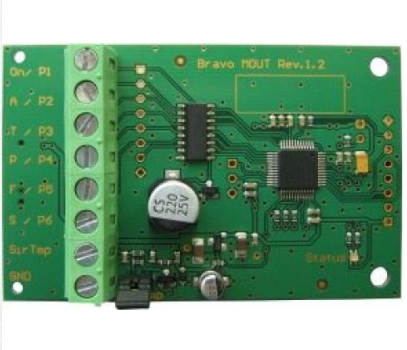 Bravo MOUT Rev.1.2
On/ P1
A / P2
T / P3
P / P4
F / P5
S / P6
SirTmp
GND
CS
220
25V
Status